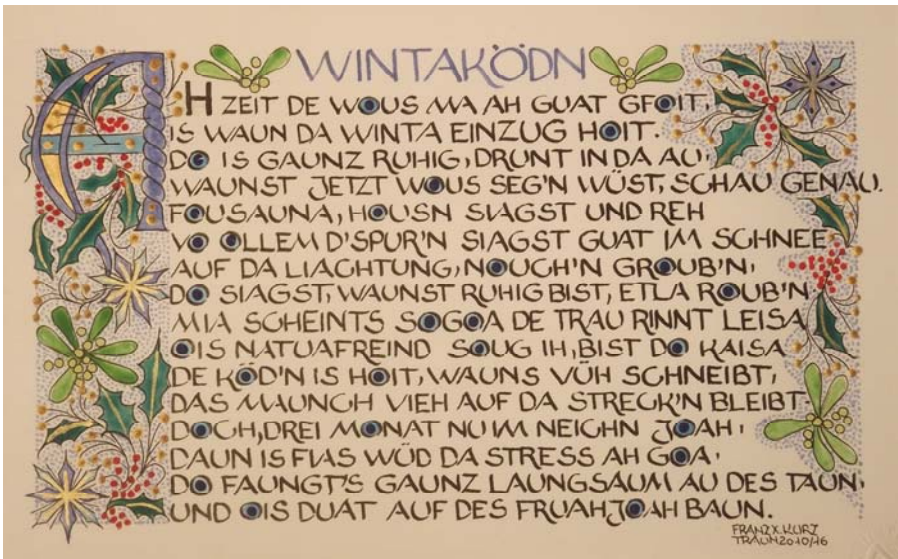 WINTAKÖDN
AH ZEIT DE WOUS MA AH GUAT GFOIT,
IS WAUN DA WINTA EINZUG HOIT.
DO IS GAUNZ RUHIG, DRUNT IN DA AU,
WAUNST JETZT WOUS SEG'N WÜST, SCHAU GENAU.
FOUSAUNA, HOUSN SIAGST UND REH
VO OLLEM D'SPUR'N SIAGST GUAT IM SCHNEE
AUF DA LIACHTUNG, NOUCH'N GROUB'N,
DO SIAGST, WAUNST RUHIG BIST, ETLA ROUB'N
MIA SCHEINTS SOGOA DE TRAU RINNT LEISA
OIS NATUAFREIND SOUG IH, BIST DO KAISA
DE KÖD'N IS HOIT, WAUNS VÜH SCHNEIBT,
DAS MAUNCH VIEH AUF DA STRECK'N BLEIBT-
DOCH, DREI MONAT NU IM NEICHN JOAH,
DAUN IS FIAS WÜD DA STRESS AH GOA.
DO FAUNGT'S GAUNZ LAUNGSAUM AU DES TAUN,
UND OIS DUAT AUF DES FRUAHJOAH BAUN.
FRANZ X. KURZ
TRAUN 2010/16